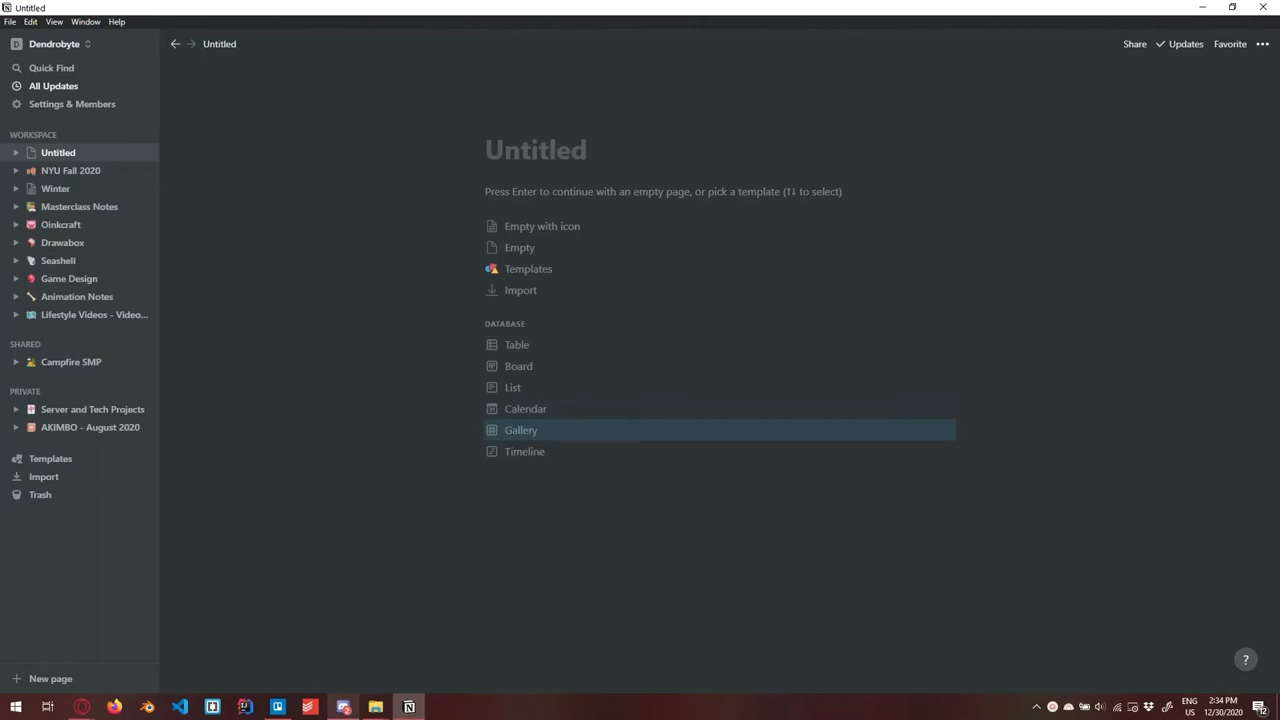 Untitled
File Edit View Window Help
D Dendrobyte
Quick Find
All Updates
Settings & Members
WORKSPACE
Untitled
NYU Fall 2020
Winter
Masterclass Notes
Oinkcraft
Drawabox
Seashell
Game Design
Animation Notes
Lifestyle Videos - Video...
SHARED
Campfire SMP
PRIVATE
Server and Tech Projects
AKIMBO - August 2020
Templates
Import
Trash
New page
Untitled
Share Updates Favorite
Untitled
Press Enter to continue with an empty page, or pick a template (↑↓ to select)
Empty with icon
Empty
Templates
Import
DATABASE
Table
Board
List
Calendar
Gallery
Timeline
?
ENG 2:34 PM
US 12/30/2020
12